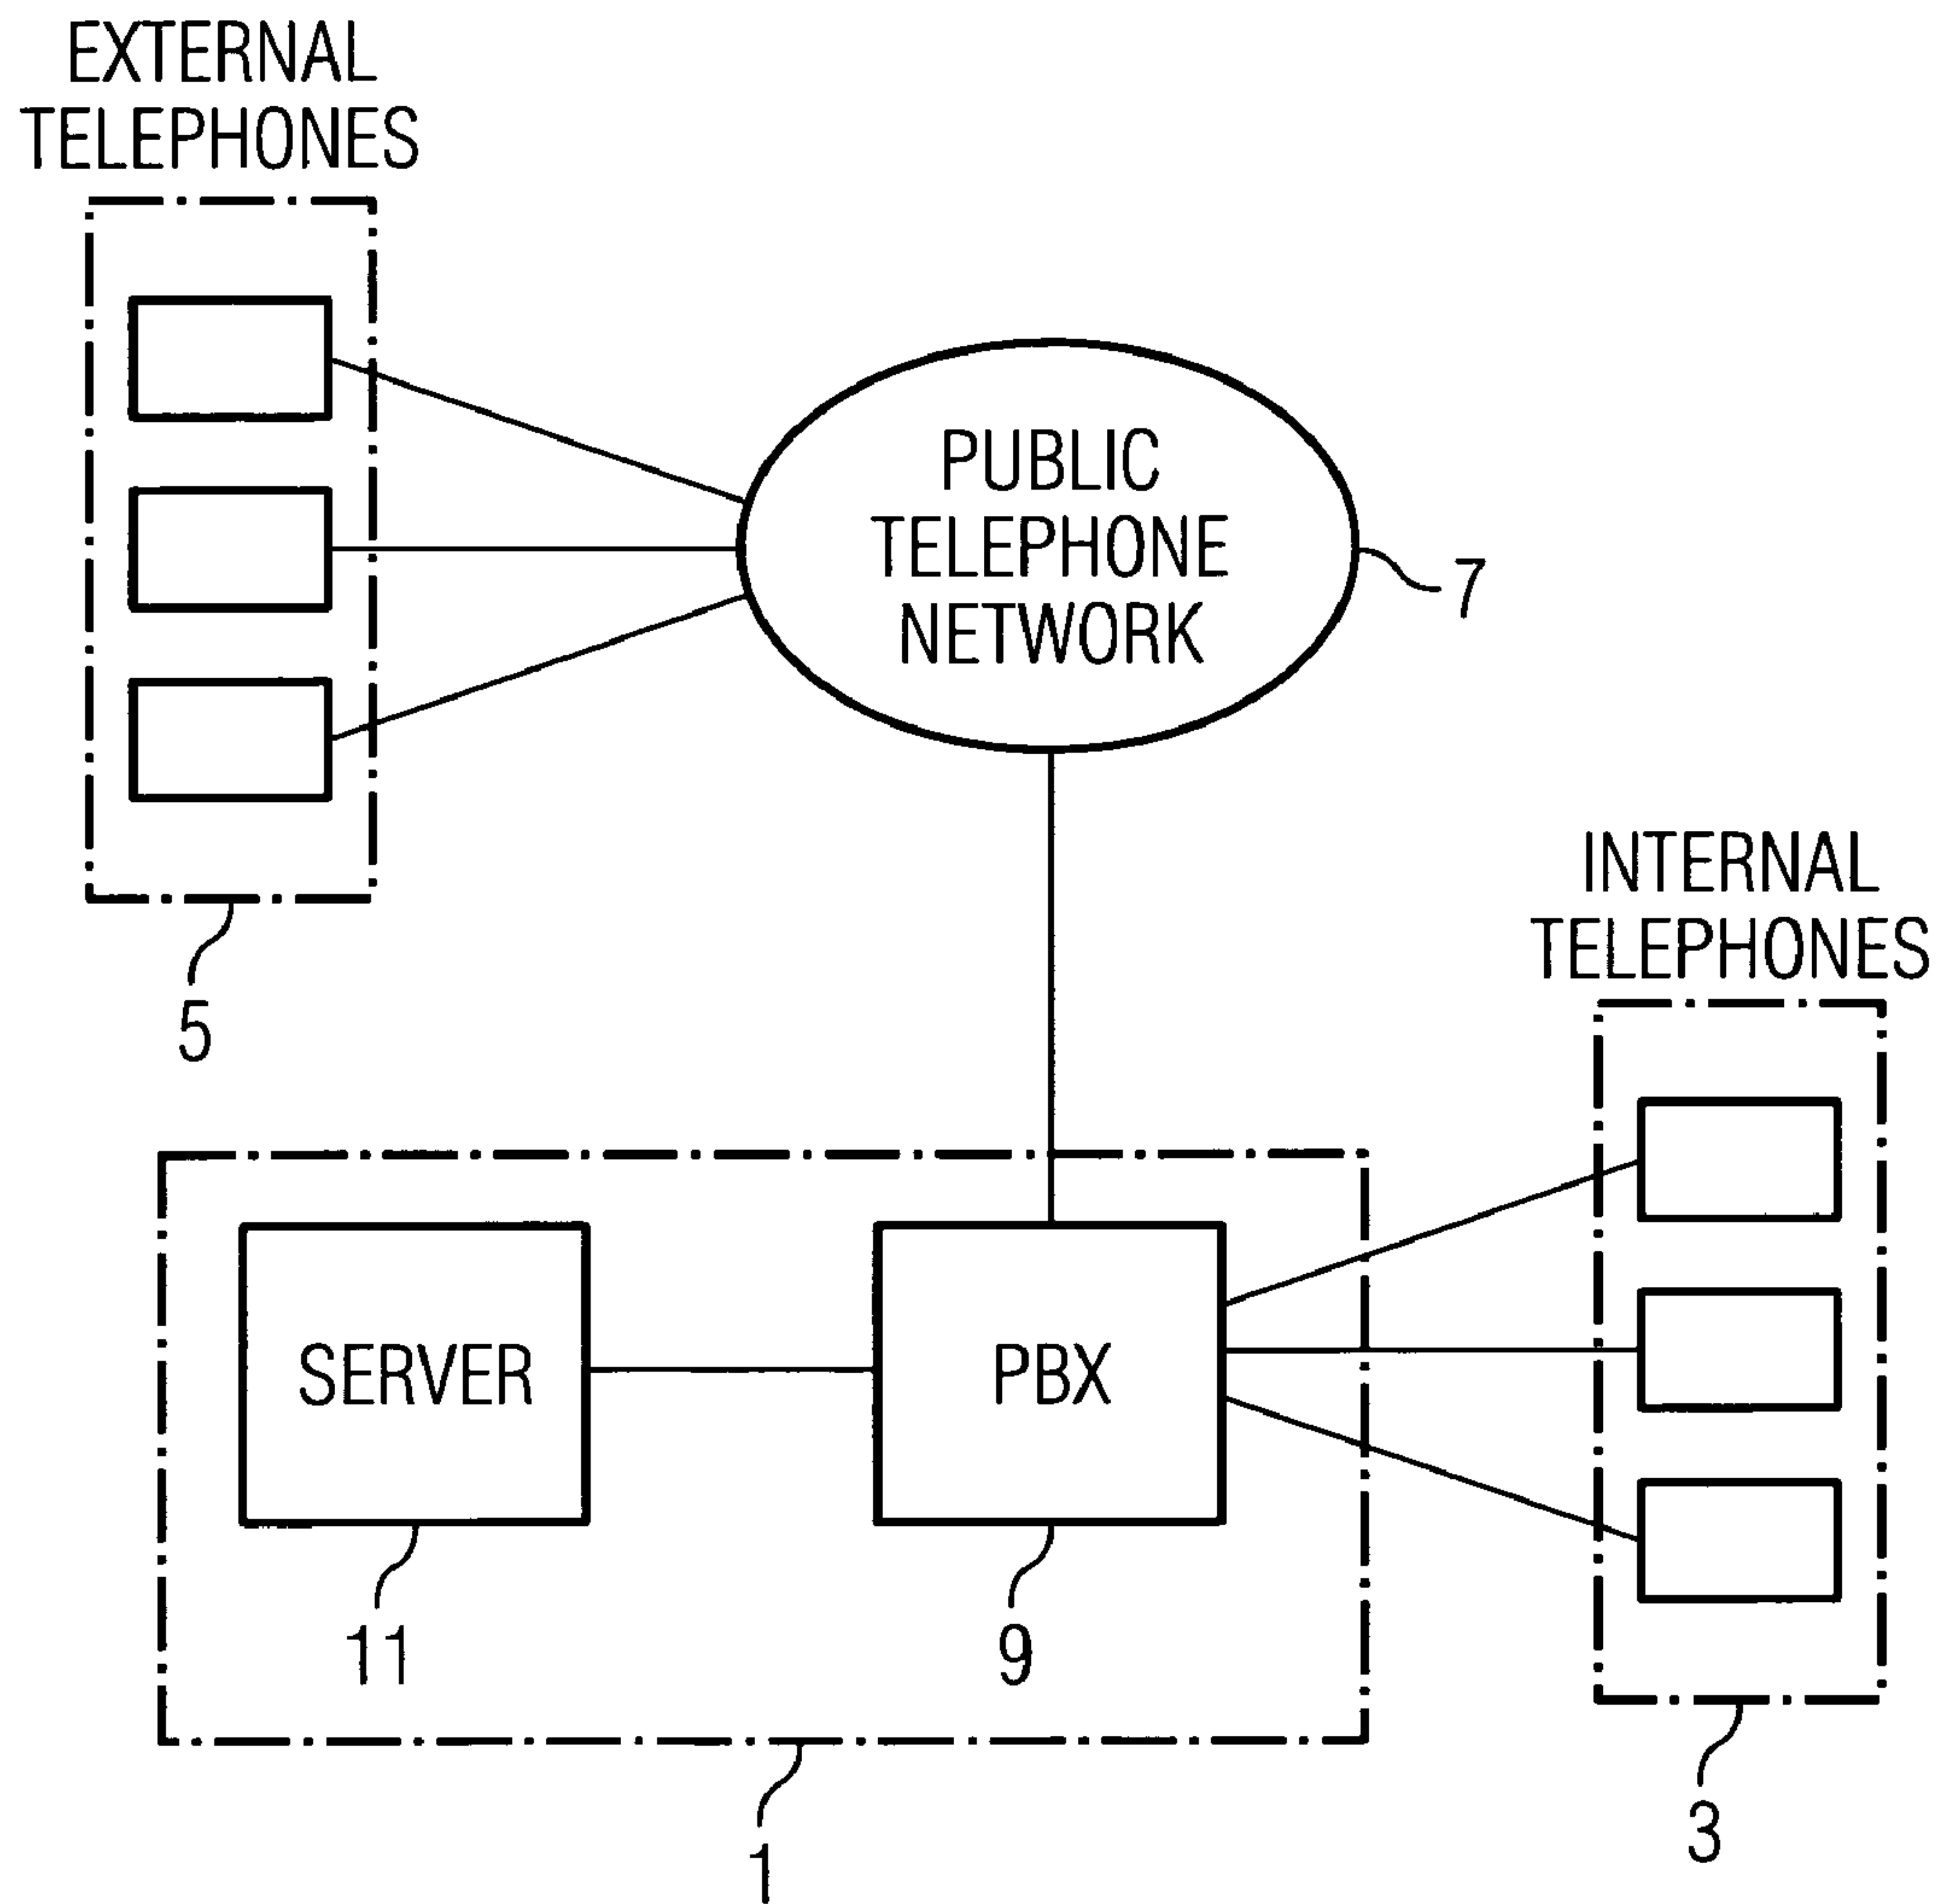 EXTERNAL
TELEPHONES
PUBLIC
TELEPHONE
NETWORK
7
INTERNAL
TELEPHONES
5
SERVER
PBX
11
9
1
3